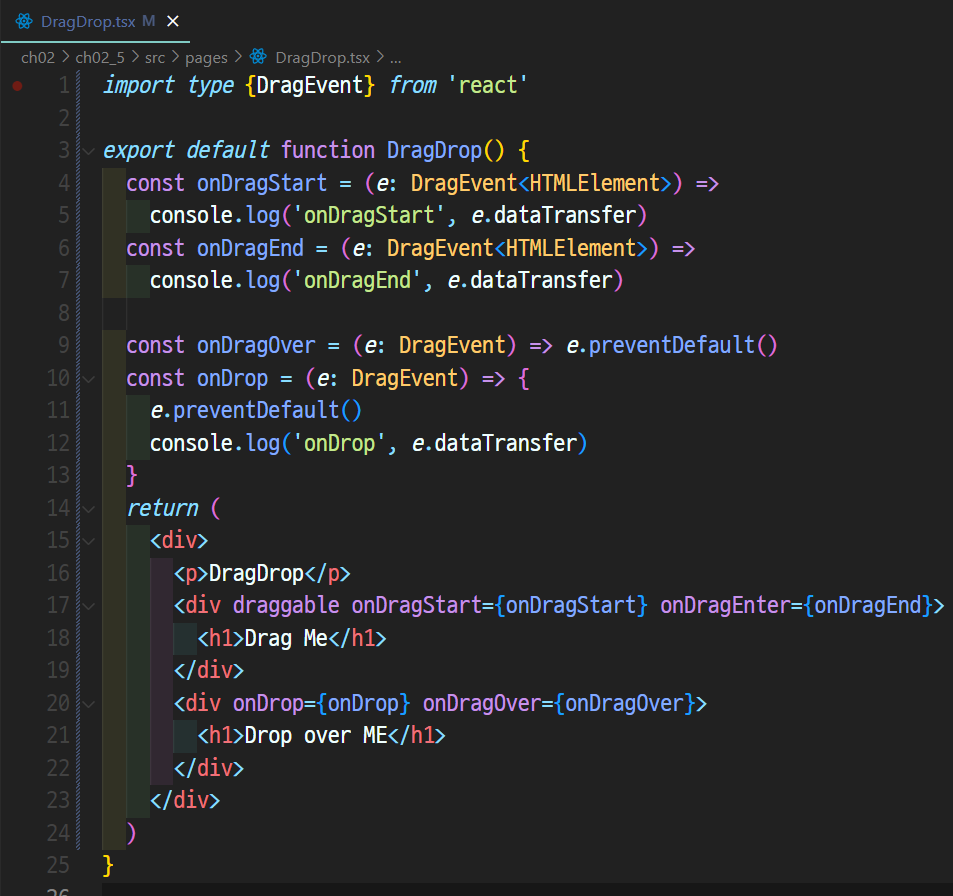 DragDrop.tsx M ×
ch02 > ch02_5 > src > pages > DragDrop.tsx > ...
1 import type {DragEvent} from 'react'
2
3 export default function DragDrop() {
4   const onDragStart = (e: DragEvent<HTMLElement>) =>
5     console.log('onDragStart', e.dataTransfer)
6   const onDragEnd = (e: DragEvent<HTMLElement>) =>
7     console.log('onDragEnd', e.dataTransfer)
8
9   const onDragOver = (e: DragEvent) => e.preventDefault()
10   const onDrop = (e: DragEvent) => {
11     e.preventDefault()
12     console.log('onDrop', e.dataTransfer)
13   }
14   return (
15     <div>
16       <p>DragDrop</p>
17       <div draggable onDragStart={onDragStart} onDragEnter={onDragEnd}>
18         <h1>Drag Me</h1>
19       </div>
20       <div onDrop={onDrop} onDragOver={onDragOver}>
21         <h1>Drop over ME</h1>
22       </div>
23     </div>
24   )
25 }
26